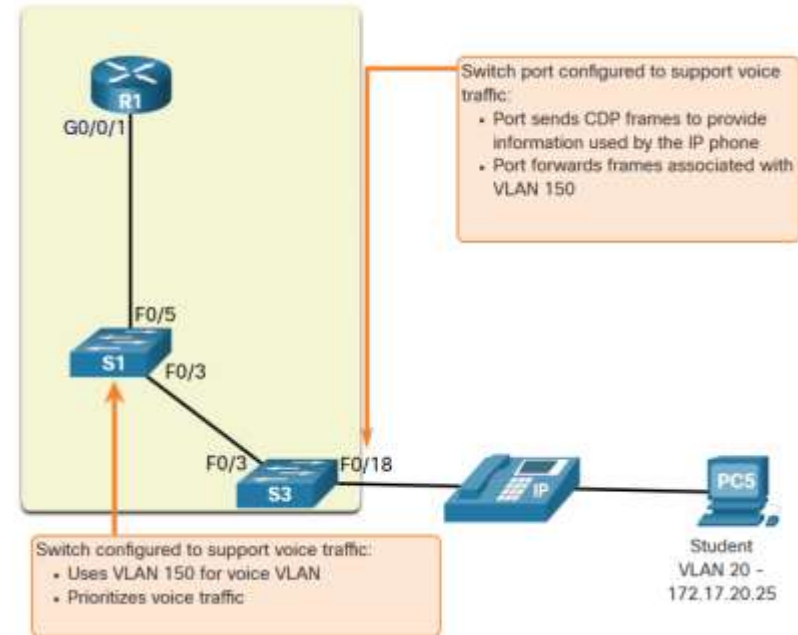 R1
G0/0/1
Switch port configured to support voice
traffic:
• Port sends CDP frames to provide
information used by the IP phone
• Port forwards frames associated with
VLAN 150
F0/5
S1
F0/3
F0/3
F0/18
S3
IP
PC5
Student
VLAN 20 -
172.17.20.25
Switch configured to support voice traffic:
• Uses VLAN 150 for voice VLAN
• Prioritizes voice traffic